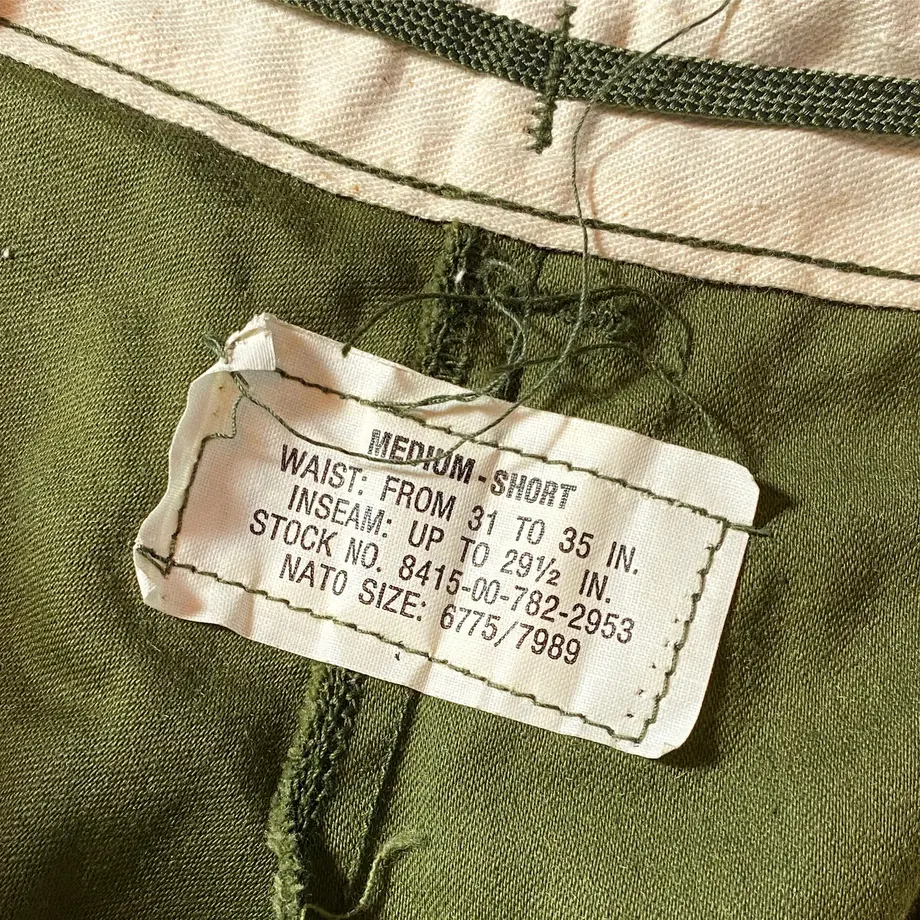 MEDIUM-SHORT
WAIST: FROM 31 TO 35 IN.
INSEAM: UP TO 29½ IN.
STOCK NO. 8415-00-782-2953
NATO SIZE: 6775/7989